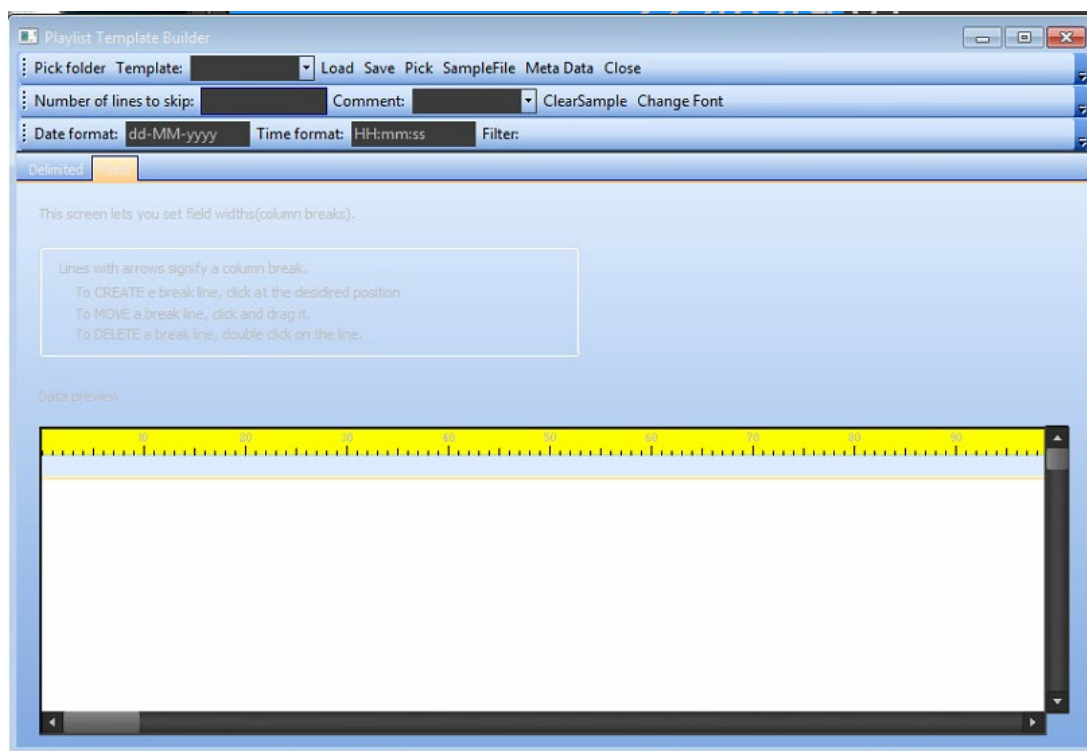 Playlist Template Builder
Pick folder Template: Load Save Pick SampleFile Meta Data Close
Number of lines to skip: Comment: ClearSample Change Font
Date format: dd-MM-yyyy Time format: HH:mm:ss Filter:
Delimited
This screen lets you set field widths(column breaks).
Lines with arrows signify a column break.
To CREATE e break line, click at the desidired position
To MOVE a break line, click and drag it.
To DELETE a break line, double click on the line.
Data preview
10 20 30 40 50 60 70 80 90